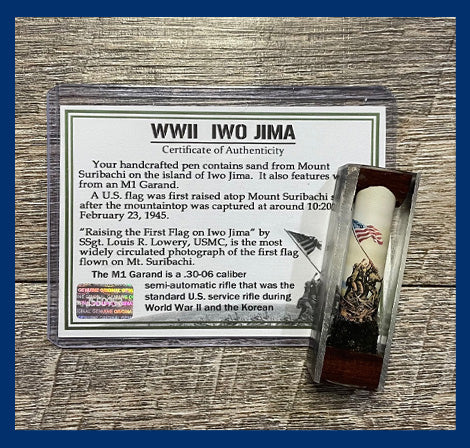 WWII IWO JIMA
Certificate of Authenticity
Your handcrafted pen contains sand from Mount
Suribachi on the island of Iwo Jima. It also features
from an M1 Garand.
A U.S. flag was first raised atop Mount Suribachi
after the mountaintop was captured at around 10:20
February 23, 1945.
"Raising the First Flag on Iwo Jima" by
SSgt. Louis R. Lowery, USMC, is the most
widely circulated photograph of the first flag
flown on Mt. Suribachi.
The M1 Garand is a .30-06 caliber
semi-automatic rifle that was the
standard U.S. service rifle during
World War II and the Korean
GENUINE ORIGINAL